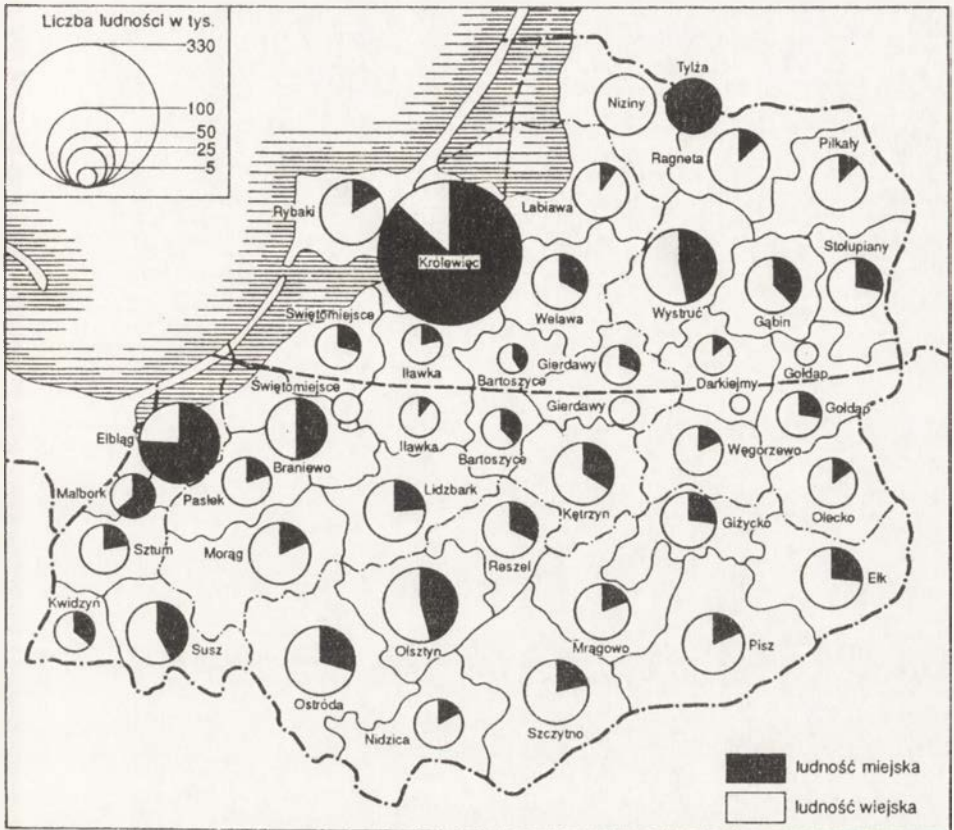 Liczba ludności w tys.
330
100
50
25
5
Tylża
Niziny
Ragneta
Pilkały
Rybaki
Labiawa
Królewiec
Stołupiany
Welawa
Wystruć
Gąbin
Świętomiejsce
Iławka
Bartoszyce
Gierdawy
Darkiejmy
Gołdap
Świętomiejsce
Gierdawy
Gołdap
Elbląg
Braniewo
Iławka
Bartoszyce
Węgorzewo
Malbork
Pasłęk
Lidzbark
Kętrzyn
Giżycko
Olecko
Sztum
Morąg
Reszel
Ełk
Kwidzyń
Susz
Olsztyn
Mrągowo
Pisz
Ostróda
Szczytno
Nidzica
ludność miejska
ludność wiejska